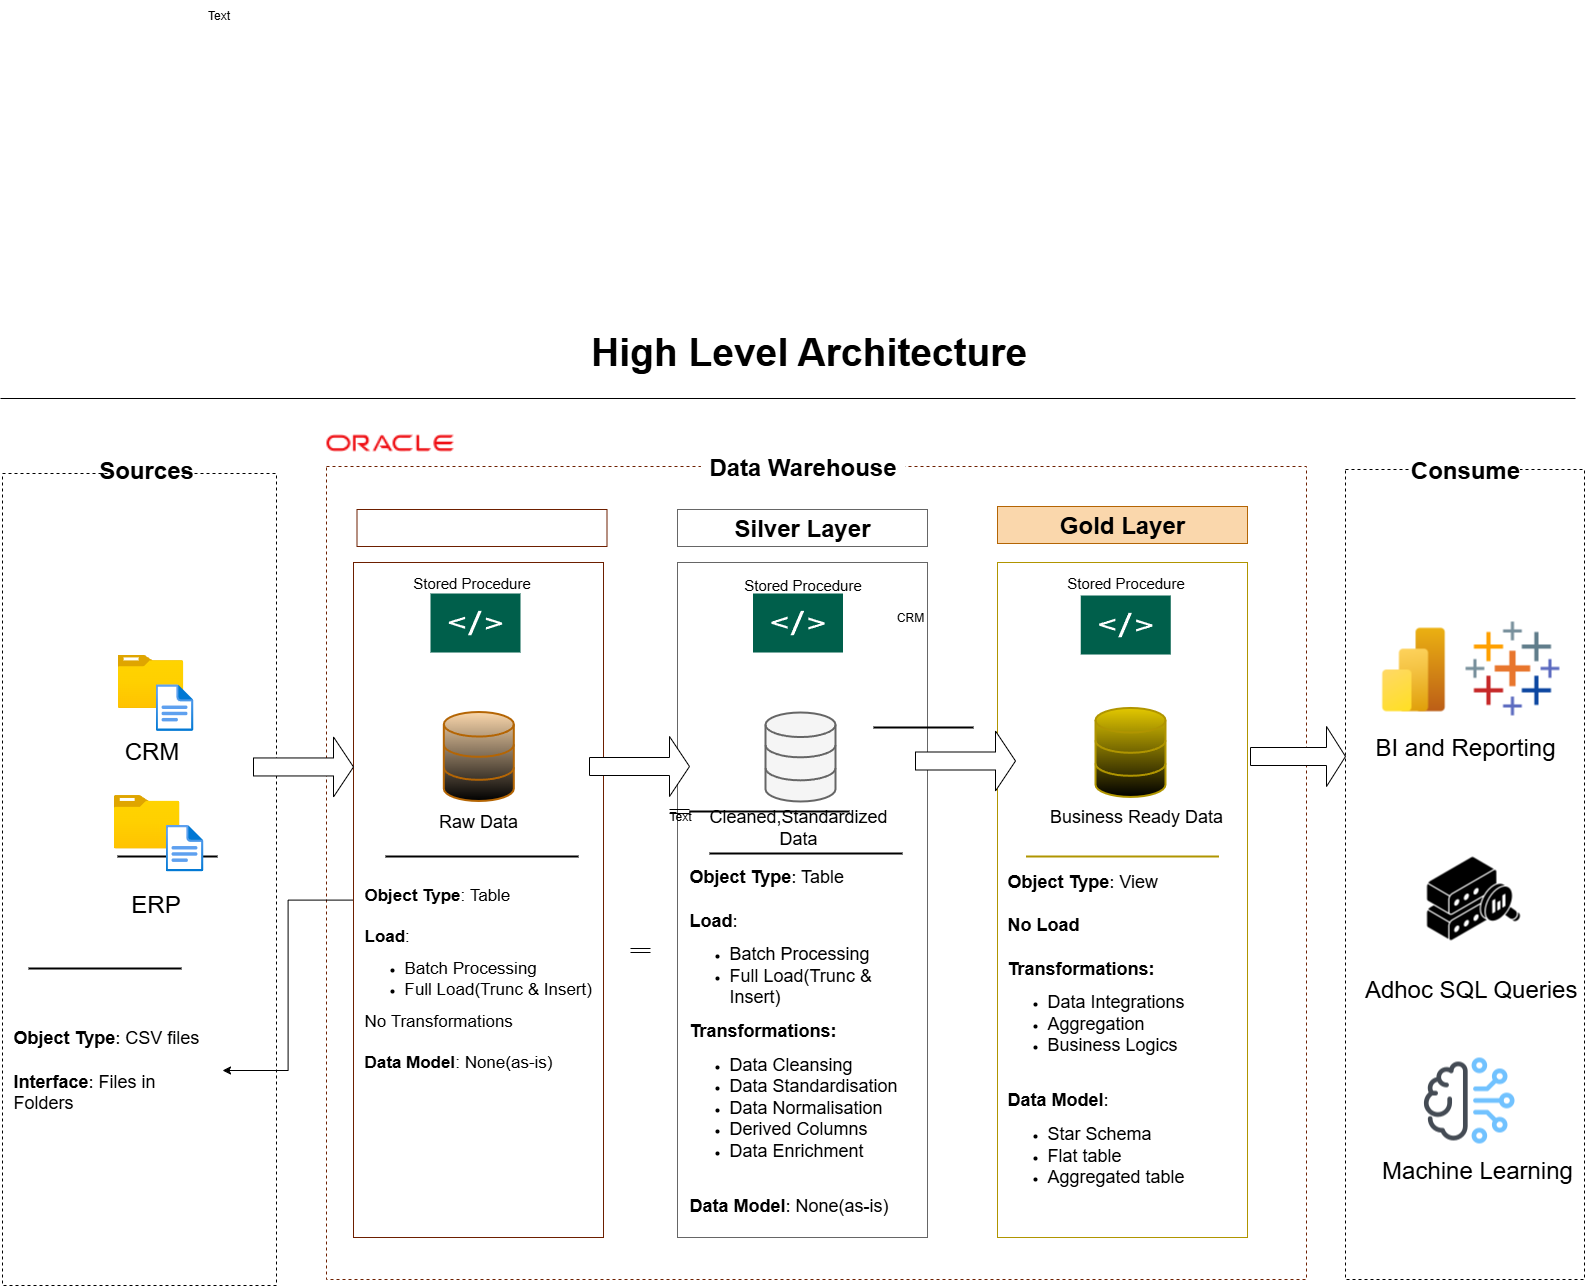 Text
High Level Architecture
ORACLE
Sources
Data Warehouse
Consume
CRM
ERP
Object Type: CSV files
Interface: Files in
Folders
Stored Procedure
</>
Raw Data
Object Type: Table
Load:
Batch Processing
Full Load(Trunc & Insert)
No Transformations
Data Model: None(as-is)
Silver Layer
Stored Procedure
</>
CRM
Text
Cleaned,Standardized
Data
Object Type: Table
Load:
Batch Processing
Full Load(Trunc &
Insert)
Transformations:
Data Cleansing
Data Standardisation
Data Normalisation
Derived Columns
Data Enrichment
Data Model: None(as-is)
Gold Layer
Stored Procedure
</>
Business Ready Data
Object Type: View
No Load
Transformations:
Data Integrations
Aggregation
Business Logics
Data Model:
Star Schema
Flat table
Aggregated table
BI and Reporting
Adhoc SQL Queries
Machine Learning